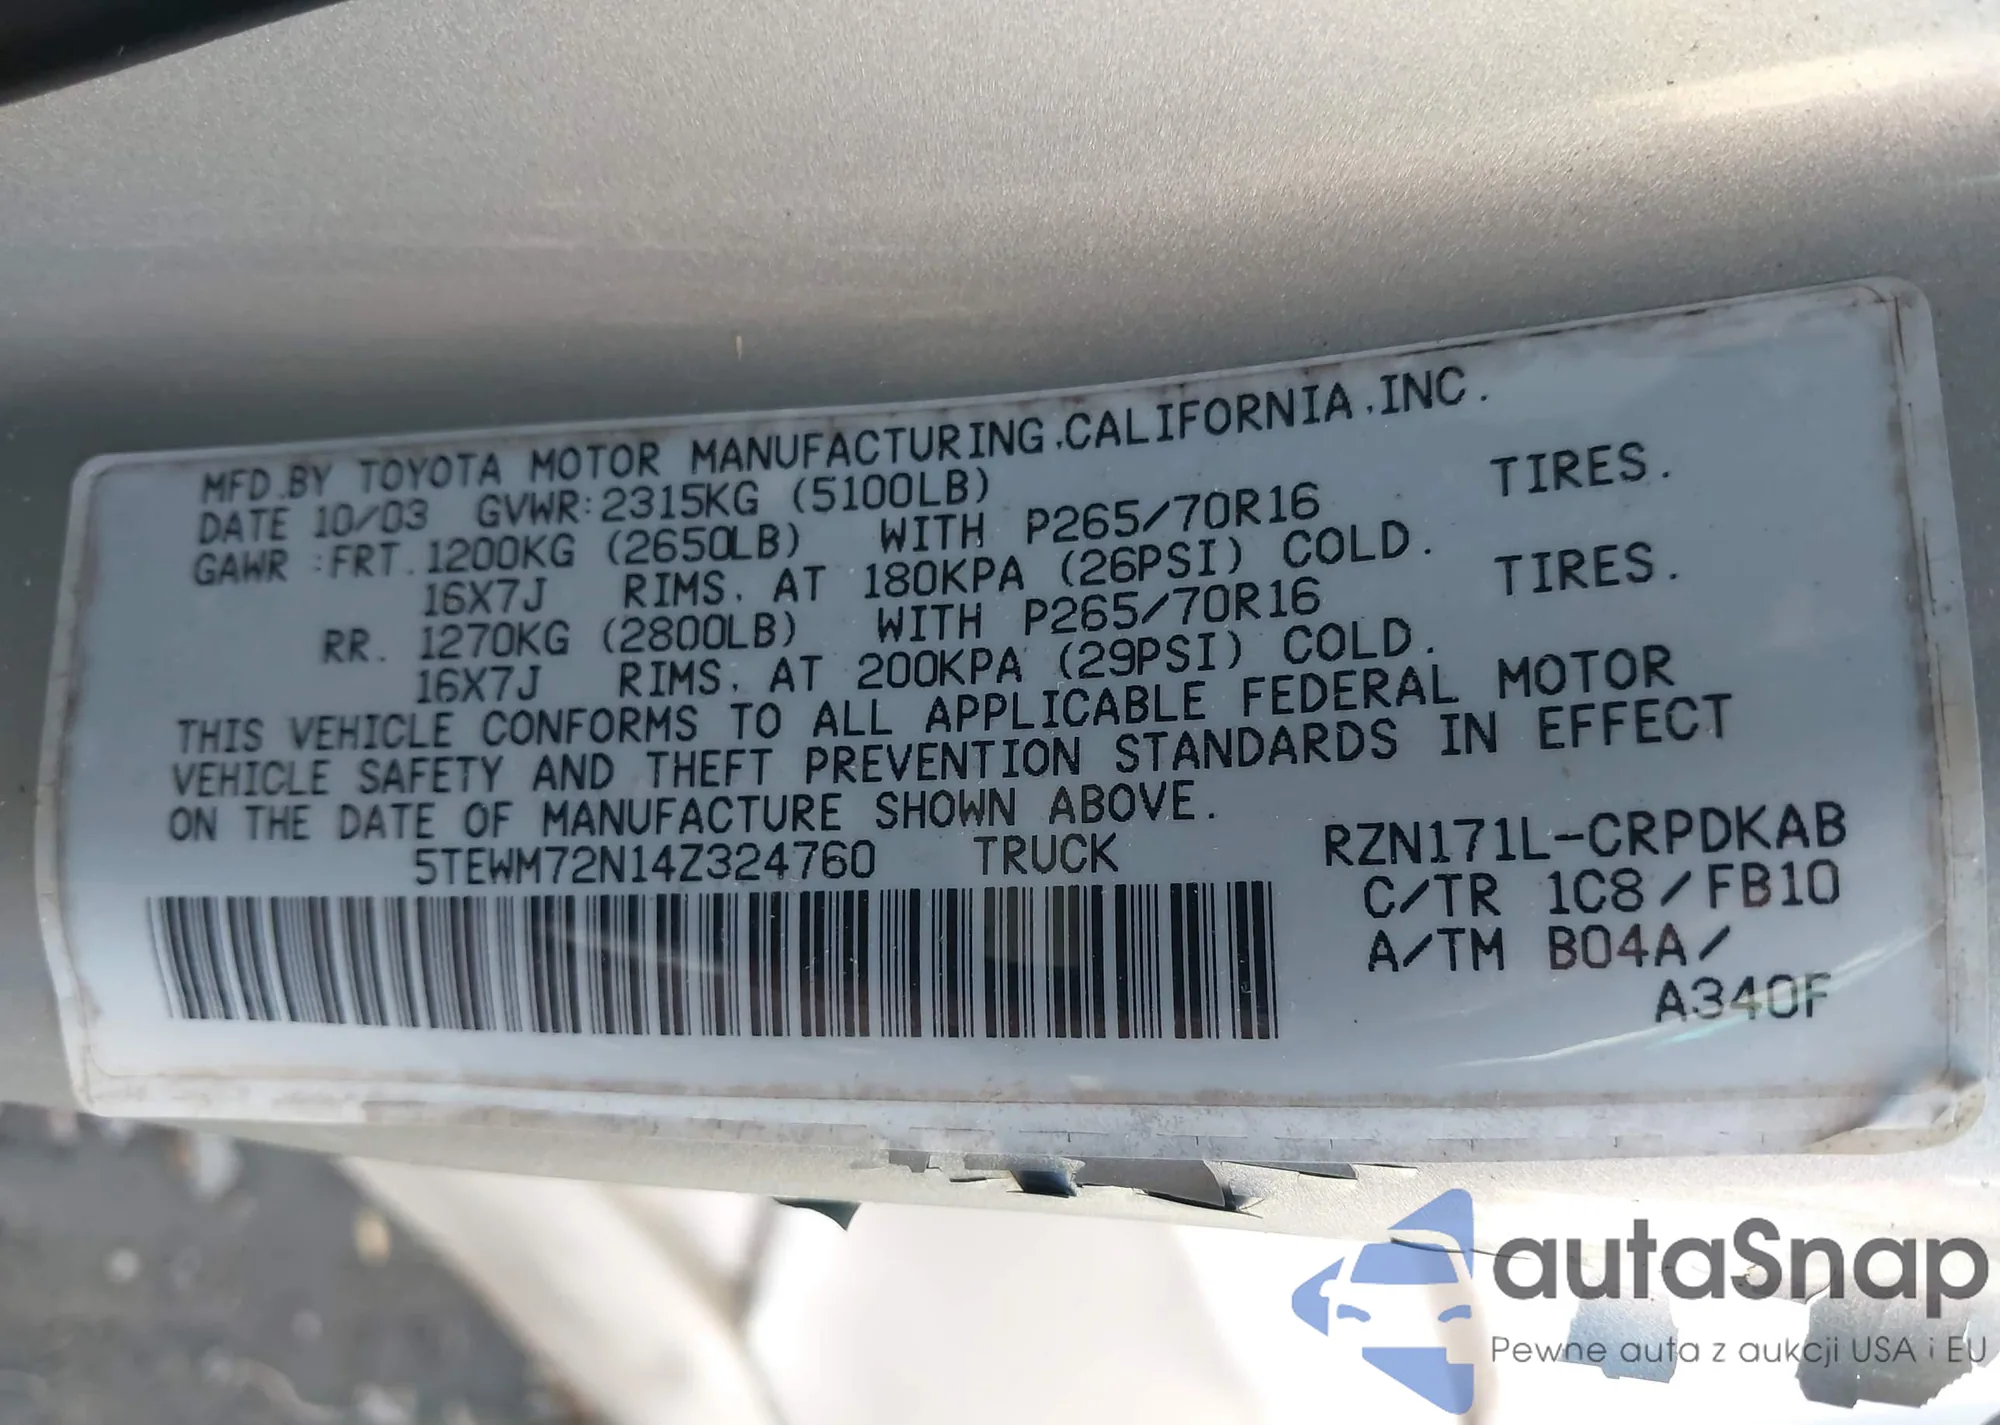 MFD.BY TOYOTA MOTOR MANUFACTURING,CALIFORNIA,INC.
DATE 10/03 GVWR:2315KG (5100LB)
GAWR :FRT. 1200KG (2650LB) WITH P265/70R16 TIRES.
16X7J RIMS, AT 180KPA (26PSI) COLD.
RR. 1270KG (2800LB) WITH P265/70R16 TIRES.
16X7J RIMS, AT 200KPA (29PSI) COLD.
THIS VEHICLE CONFORMS TO ALL APPLICABLE FEDERAL MOTOR
VEHICLE SAFETY AND THEFT PREVENTION STANDARDS IN EFFECT
ON THE DATE OF MANUFACTURE SHOWN ABOVE.
5TEWM72N14Z324760 TRUCK RZN171L-CRPDKAB
C/TR 1C8/FB10
A/TM B04A/
A340F
autaSnap
Pewne auta z aukcji USA i EU